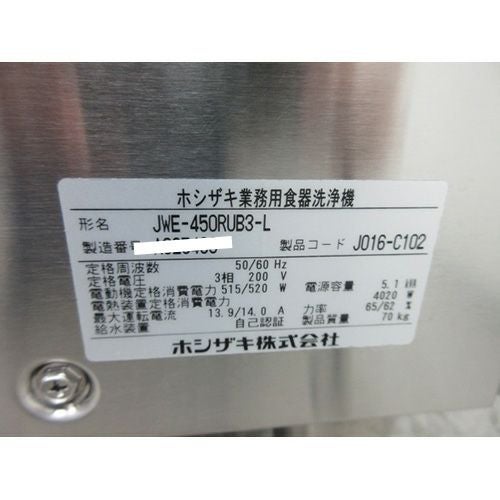 ホシザキ業務用食器洗浄機
形名 JWE-450RUB3-L
製造番号 製品コード J016-C102
定格周波数 50/60 Hz
定格電圧 3相 200 V 電源容量 5.1 kVA
電動機定格消費電力 515/520 W 4020 W
電熱装置定格消費電力 力率 65/62 %
最大運転電流 13.9/14.0 A 製品質量 70 kg
給水装置 自己認証
ホシザキ株式会社